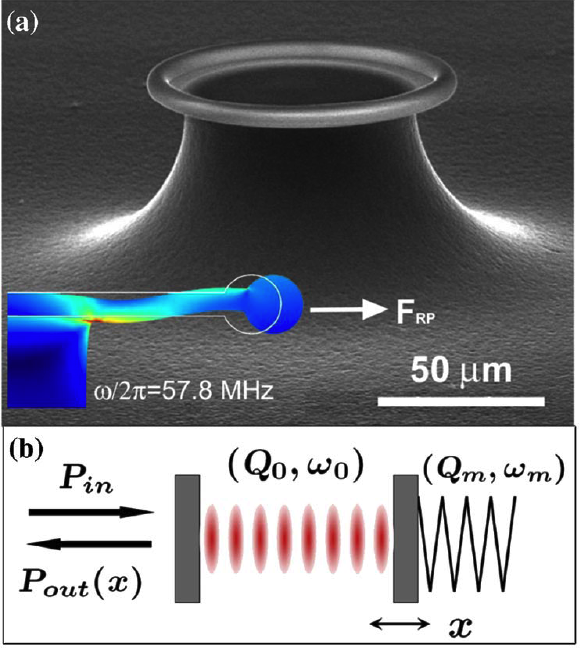 (a)
F_RP
ω/2π=57.8 MHz
50 μm
(b)
(Q_0, ω_0)
(Q_m, ω_m)
P_in
P_out(x)
x